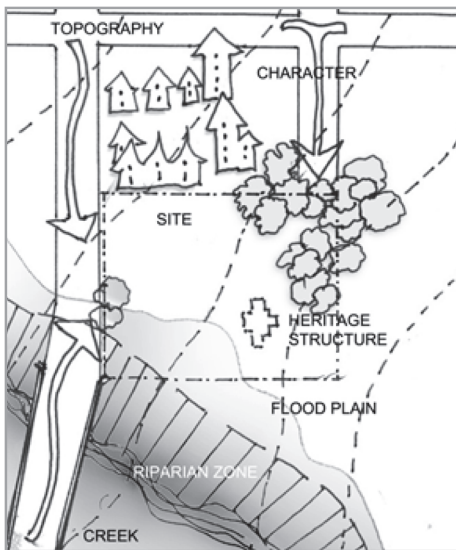 TOPOGRAPHY
CHARACTER
SITE
HERITAGE
STRUCTURE
FLOOD PLAIN
RIPARIAN ZONE
CREEK